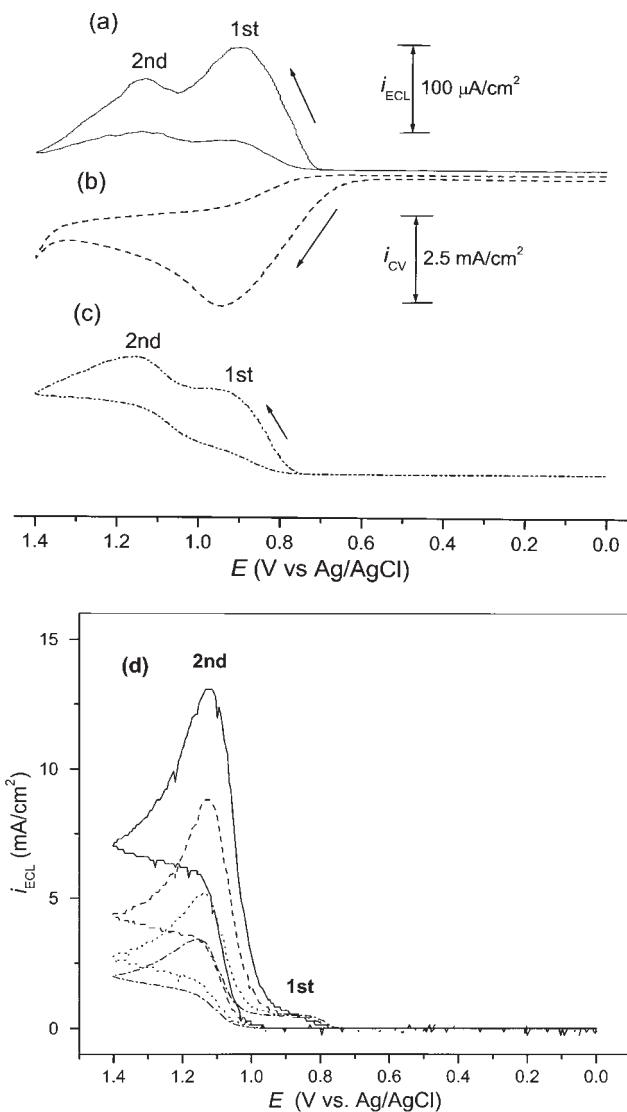 (a)
1st
2nd
i_ECL 100 μA/cm²
(b)
i_CV 2.5 mA/cm²
(c)
2nd
1st
1.4 1.2 1.0 0.8 0.6 0.4 0.2 0.0
E (V vs Ag/AgCl)
15
(d) 2nd
10
i_ECL (mA/cm²)
5
1st
0
1.4 1.2 1.0 0.8 0.6 0.4 0.2 0.0
E (V vs. Ag/AgCl)